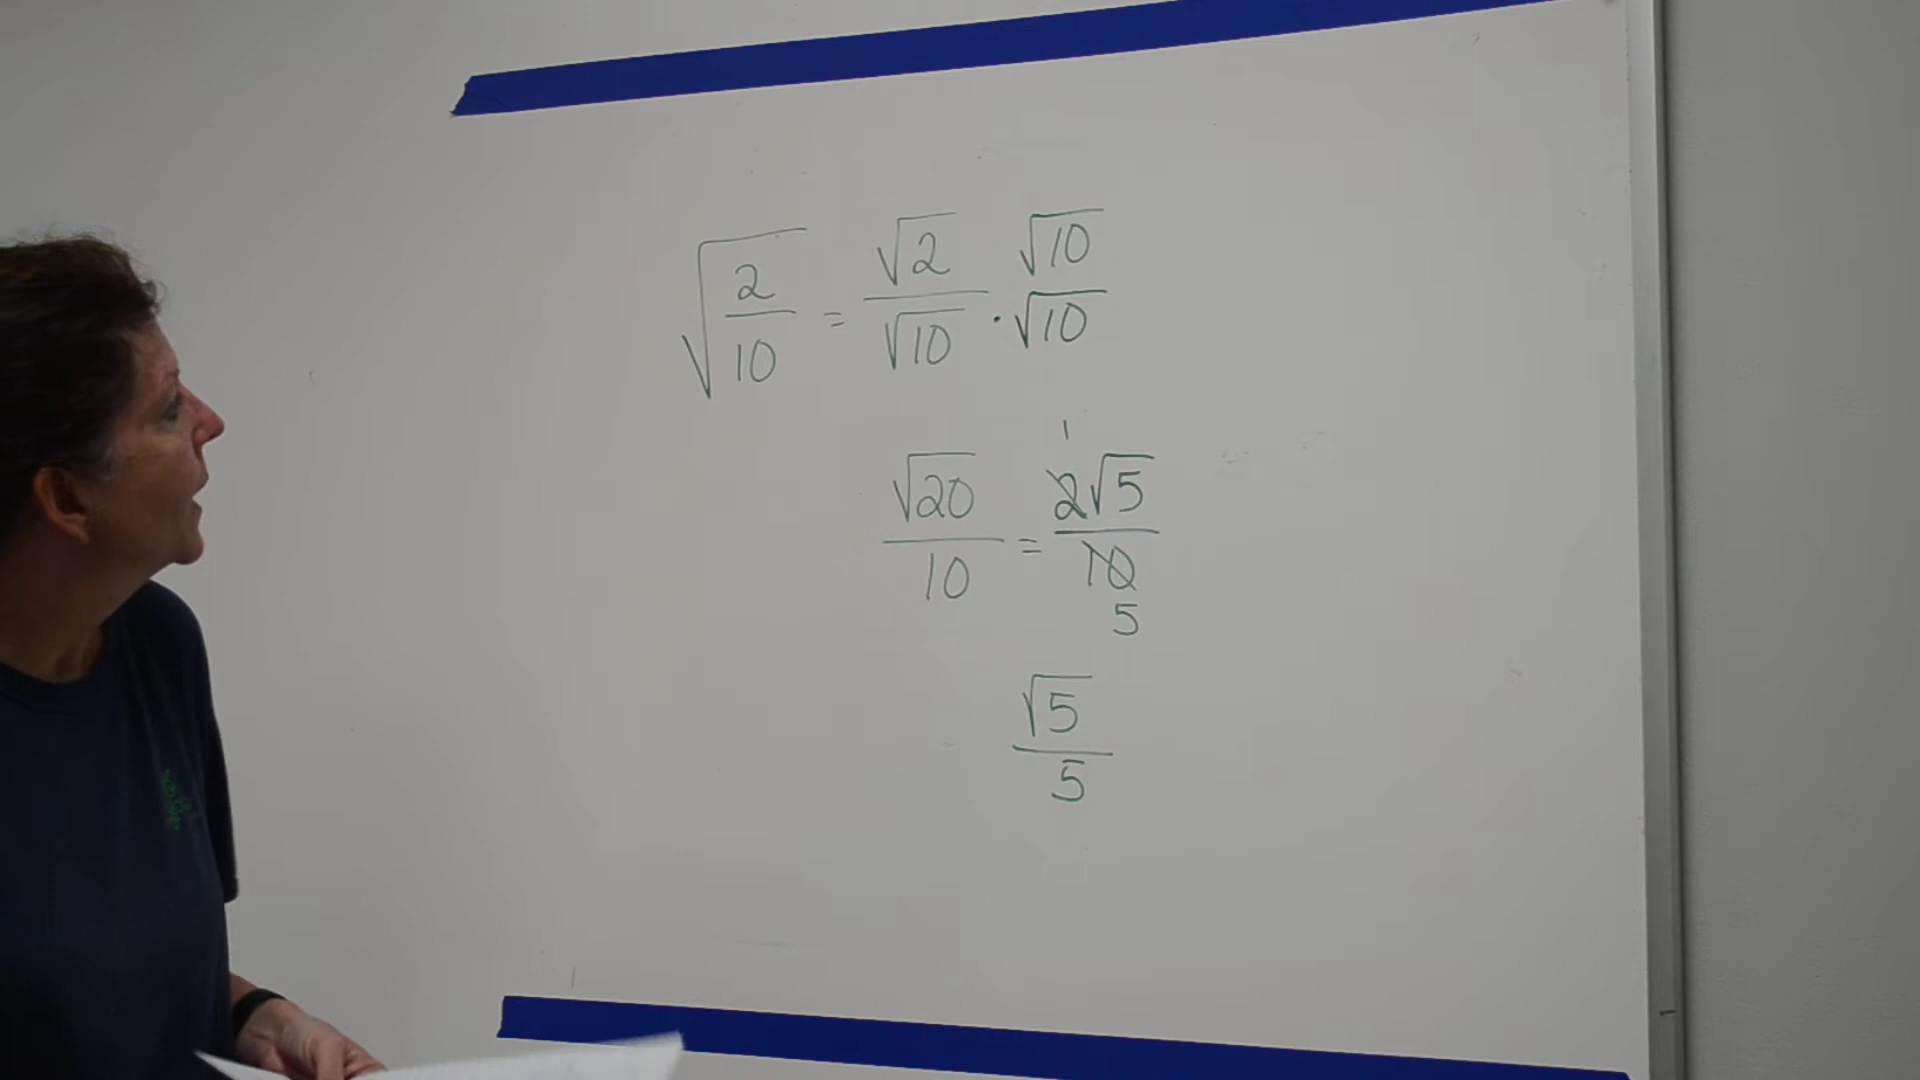 √(2/10) = √2/√10 · √10/√10
√20/10 = 2√5/10
1
5
√5/5